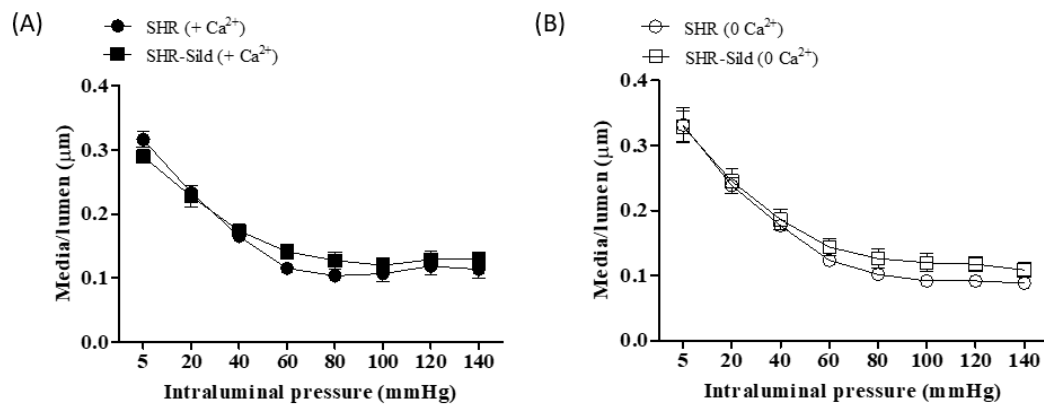 (A)
SHR (+ Ca²⁺)
SHR-Sild (+ Ca²⁺)
0.4
0.3
0.2
0.1
0.0
Media/lumen (µm)
5 20 40 60 80 100 120 140
Intraluminal pressure (mmHg)
(B)
SHR (0 Ca²⁺)
SHR-Sild (0 Ca²⁺)
0.4
0.3
0.2
0.1
0.0
Media/lumen (µm)
5 20 40 60 80 100 120 140
Intraluminal pressure (mmHg)